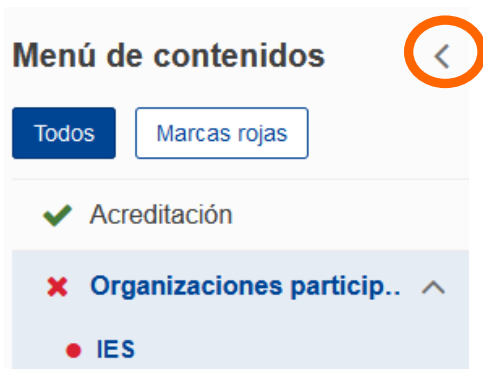 Menú de contenidos
Todos Marcas rojas
Acreditación
Organizaciones particip..
IES